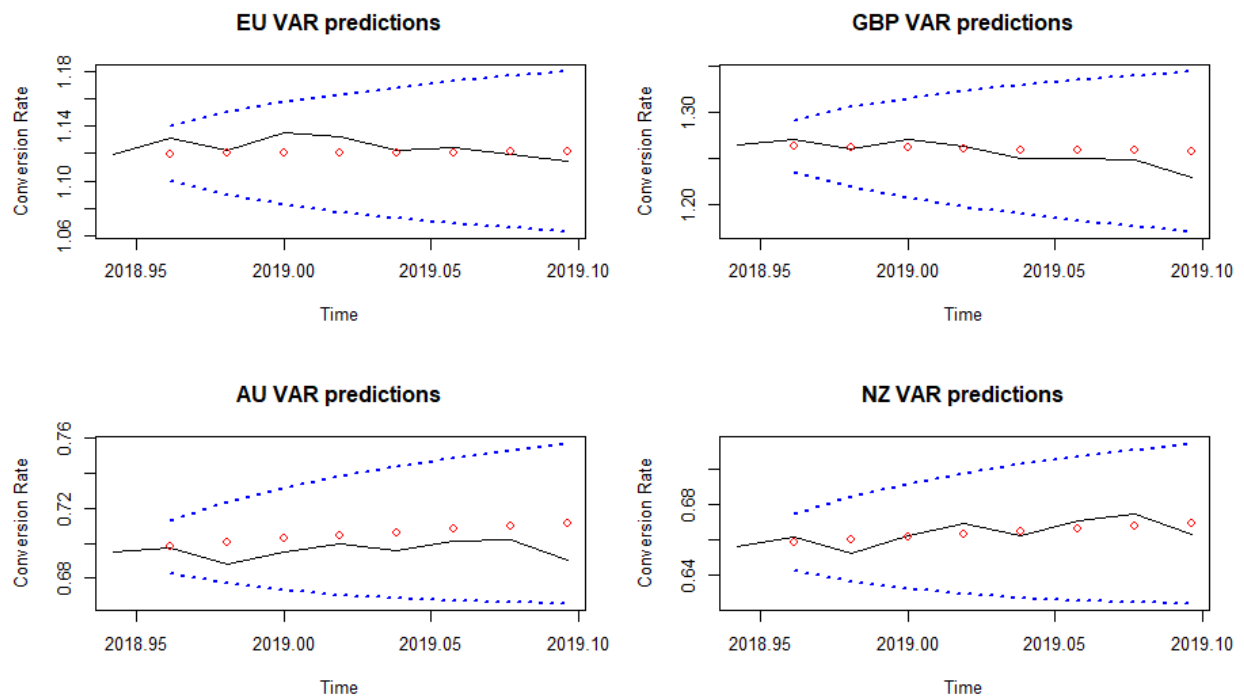 EU VAR predictions
Conversion Rate
1.18
1.14
1.10
1.06
2018.95 2019.00 2019.05 2019.10
Time
GBP VAR predictions
Conversion Rate
1.30
1.20
2018.95 2019.00 2019.05 2019.10
Time
AU VAR predictions
Conversion Rate
0.76
0.72
0.68
2018.95 2019.00 2019.05 2019.10
Time
NZ VAR predictions
Conversion Rate
0.68
0.64
2018.95 2019.00 2019.05 2019.10
Time